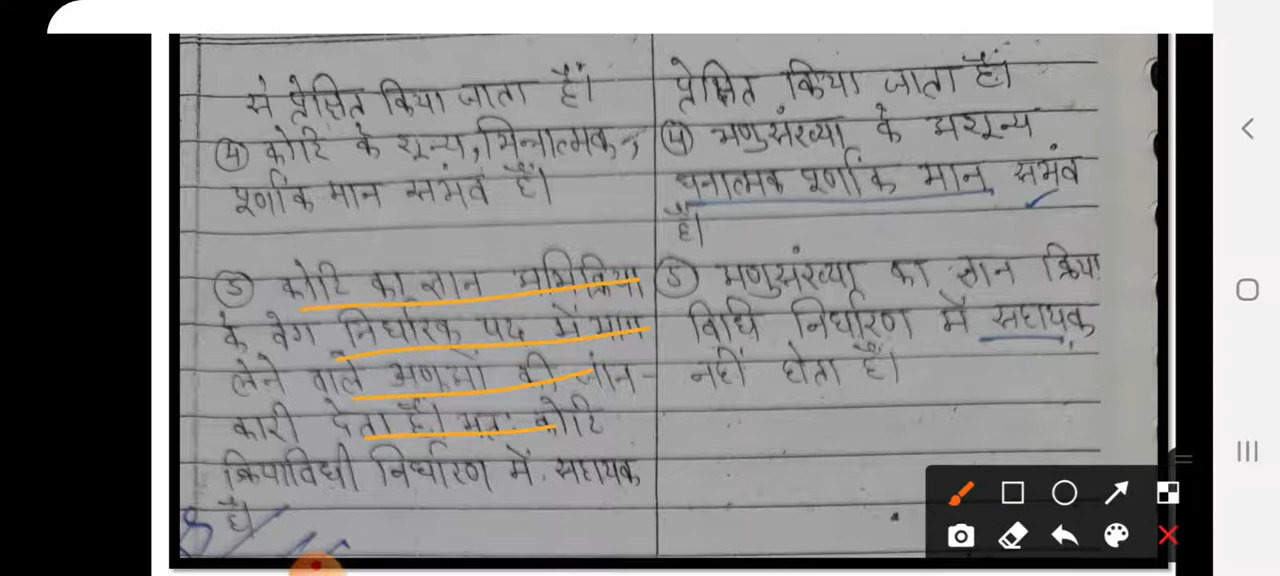 से प्रेक्षित किया जाता हैं।
④ कोटि के शून्य, भिन्नात्मक,
पूर्णांक मान संभव हैं।
⑤ कोटि का ज्ञान अभिक्रिया
के वेग निर्धारक पद में भाग
लेने वाले अणुओं की जान-
कारी देता हैं। अतः कोटि
क्रियाविधी निर्धारण में सहायक
हैं।
प्रेक्षित किया जाता हैं।
④ अणुसंख्या के अशून्य
धनात्मक पूर्णांक मान संभव
हैं।
⑤ अणुसंख्या का ज्ञान क्रिया
विधि निर्धारण में सहायक
नहीं होता हैं।